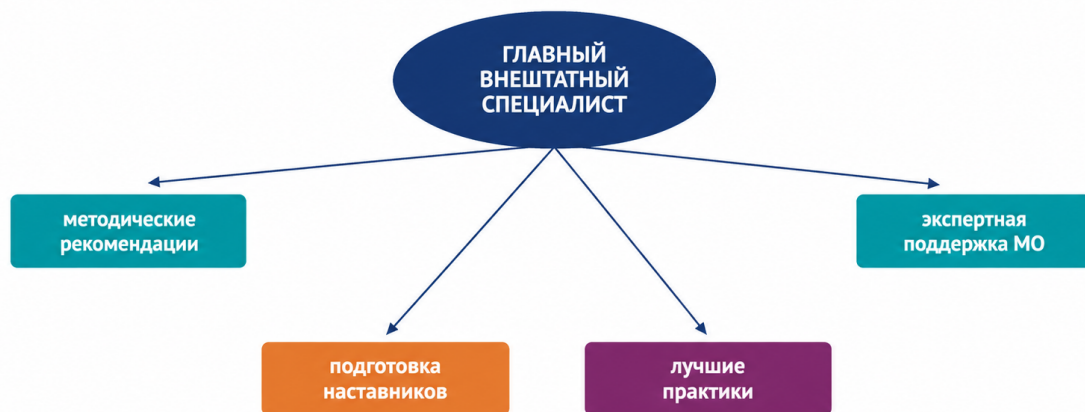 ГЛАВНЫЙ
ВНЕШТАТНЫЙ
СПЕЦИАЛИСТ
методические
рекомендации
экспертная
поддержка МО
подготовка
наставников
лучшие
практики